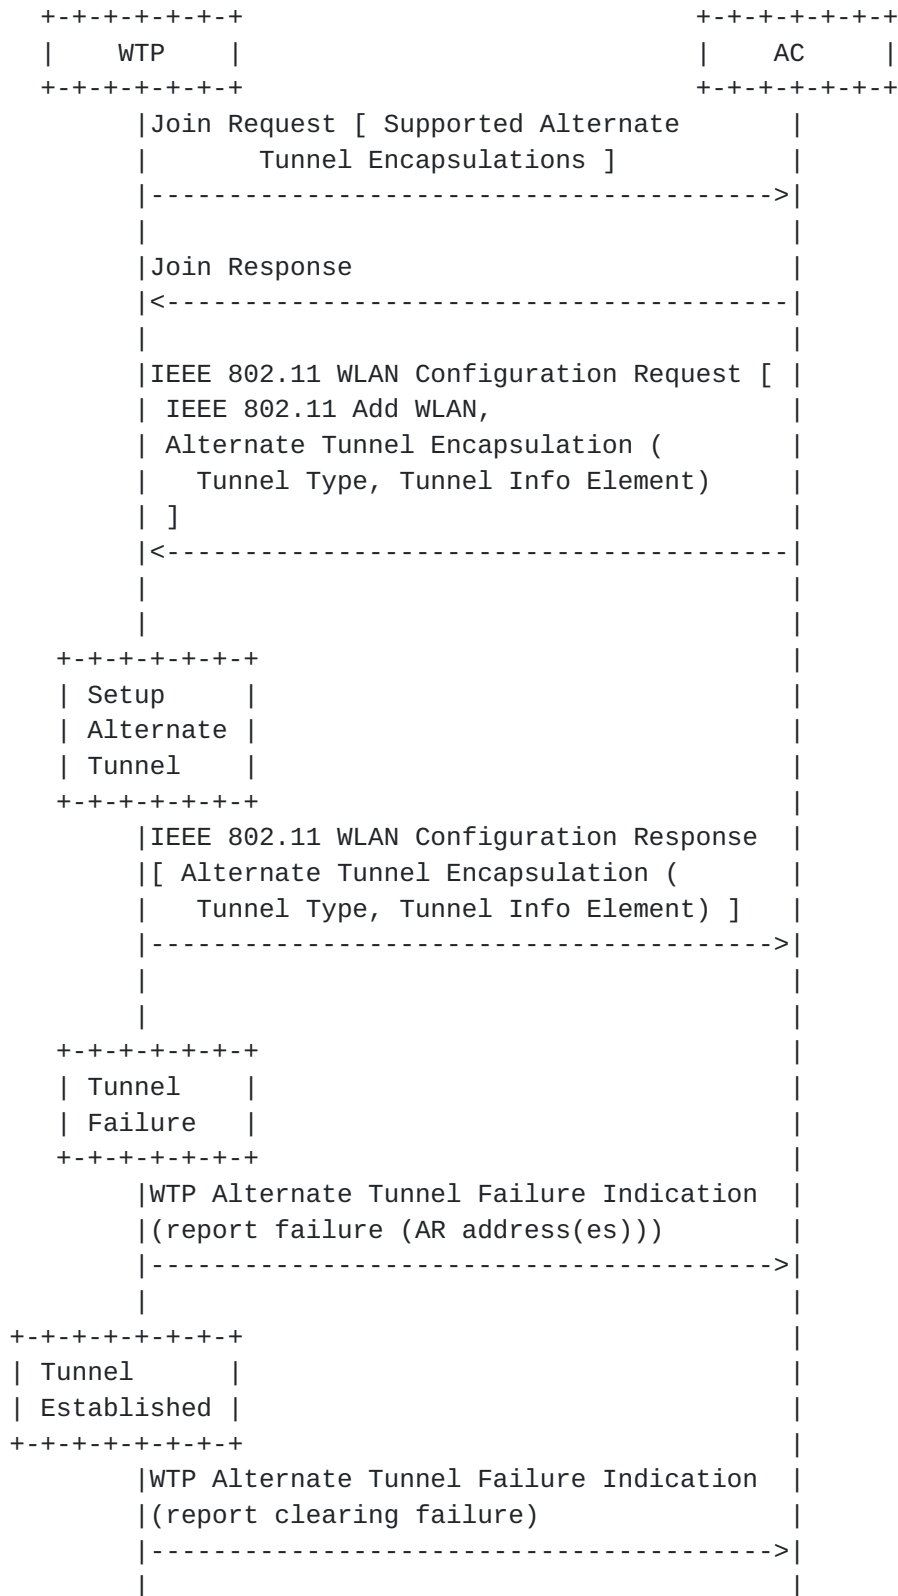 +-+-+-+-+-+-+                             +-+-+-+-+-+-+
|    WTP    |                             |    AC     |
+-+-+-+-+-+-+                             +-+-+-+-+-+-+
|Join Request [ Supported Alternate       |
|       Tunnel Encapsulations ]           |
|---------------------------------------->|
|                                         |
|Join Response                            |
|<----------------------------------------|
|                                         |
|IEEE 802.11 WLAN Configuration Request [ |
| IEEE 802.11 Add WLAN,                   |
| Alternate Tunnel Encapsulation (        |
|   Tunnel Type, Tunnel Info Element)     |
| ]                                       |
|<----------------------------------------|
|                                         |
|                                         |
+-+-+-+-+-+-+                                  |
| Setup     |                                  |
| Alternate |                                  |
| Tunnel    |                                  |
+-+-+-+-+-+-+                                  |
|IEEE 802.11 WLAN Configuration Response  |
|[ Alternate Tunnel Encapsulation (       |
|   Tunnel Type, Tunnel Info Element) ]   |
|---------------------------------------->|
|                                         |
|                                         |
+-+-+-+-+-+-+                                  |
| Tunnel    |                                  |
| Failure   |                                  |
+-+-+-+-+-+-+                                  |
|WTP Alternate Tunnel Failure Indication  |
|(report failure (AR address(es)))        |
|---------------------------------------->|
|                                         |
+-+-+-+-+-+-+-+                                   |
| Tunnel      |                                   |
| Established |                                   |
+-+-+-+-+-+-+-+                                   |
|WTP Alternate Tunnel Failure Indication  |
|(report clearing failure)                |
|---------------------------------------->|
|                                         |